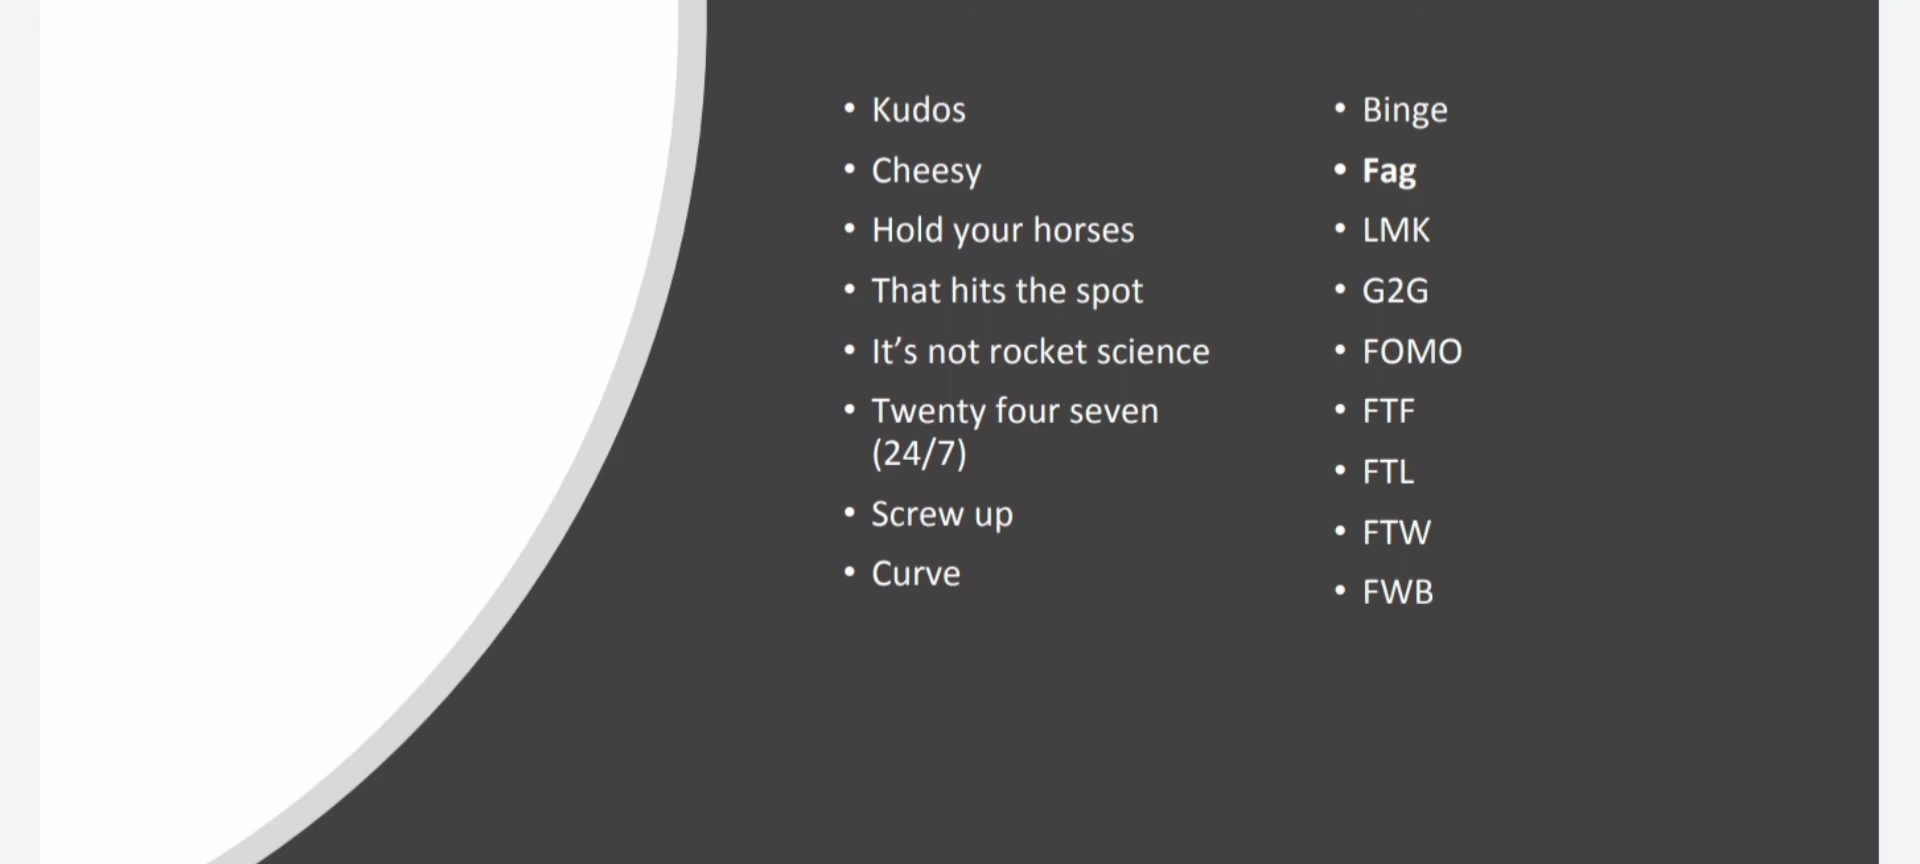 • Kudos
• Cheesy
• Hold your horses
• That hits the spot
• It’s not rocket science
• Twenty four seven
(24/7)
• Screw up
• Curve
• Binge
• Fag
• LMK
• G2G
• FOMO
• FTF
• FTL
• FTW
• FWB